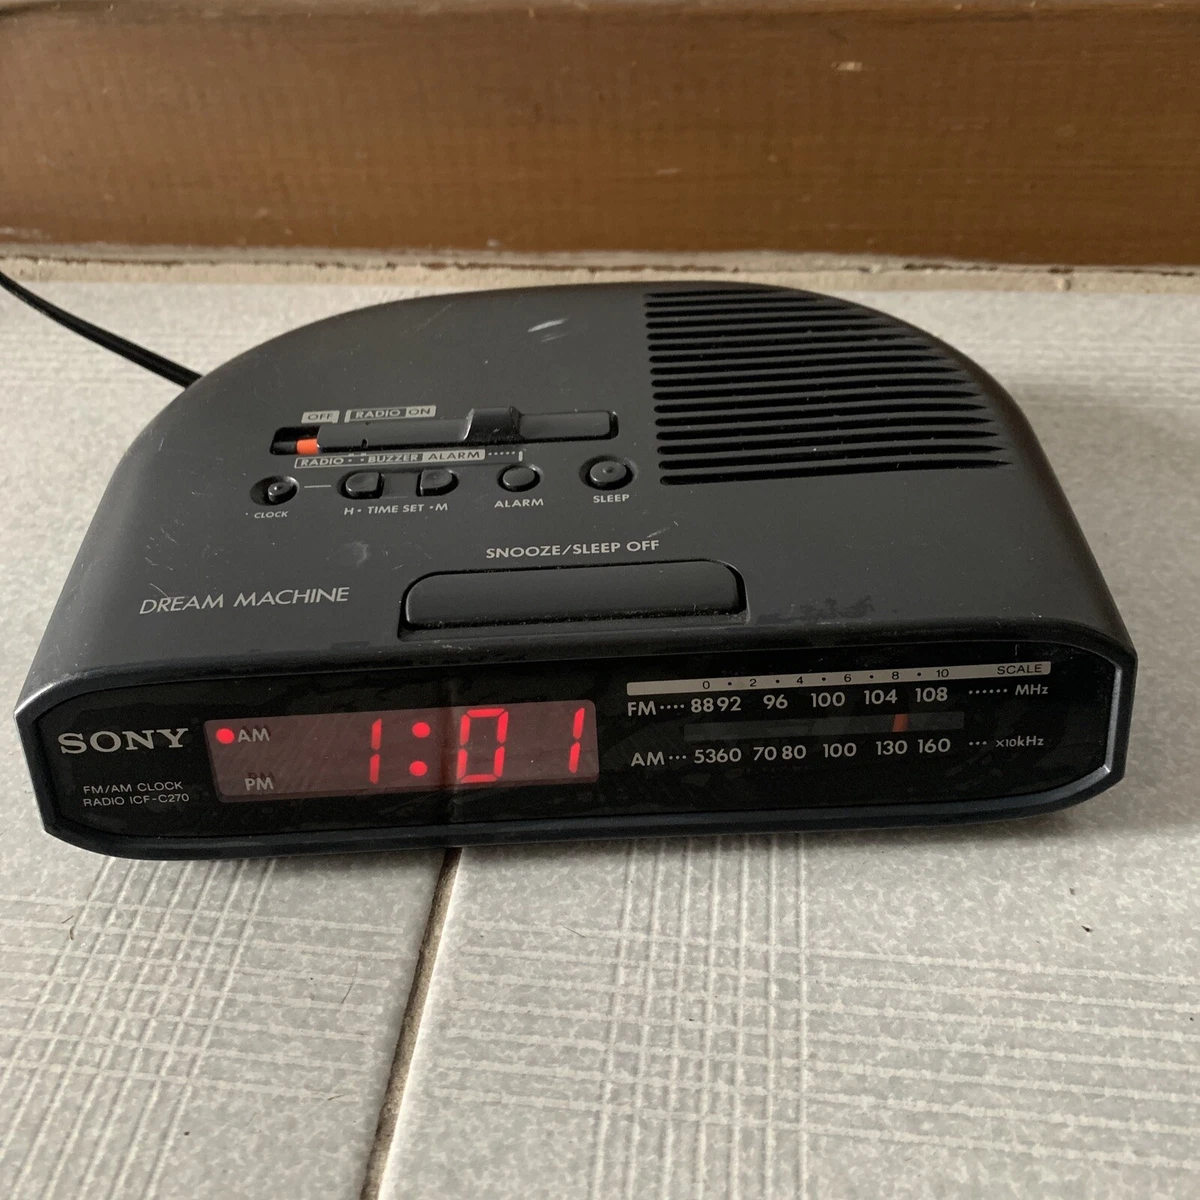 OFF RADIO ON
RADIO • • BUZZER ALARM
CLOCK
H • TIME SET • M
ALARM
SLEEP
SNOOZE/SLEEP OFF
DREAM MACHINE
SONY
FM/AM CLOCK
RADIO ICF-C270
AM
PM
1:01
0 • 2 • 4 • 6 • 8 • 10 SCALE
FM •••• 88 92 96 100 104 108 •••••• MHz
AM ••• 53 60 70 80 100 130 160 ••• x10kHz